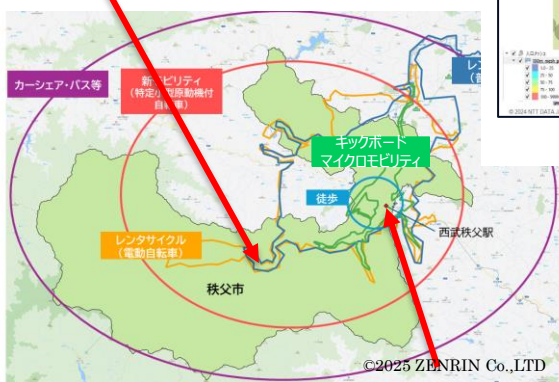 カーシェア・バス等
新モビリティ
（特定小型原動機付
自転車）
キックボード
マイクロモビリティ
徒歩
西武秩父駅
レンタサイクル
（電動自転車）
秩父市
©2025 ZENRIN Co.,LTD